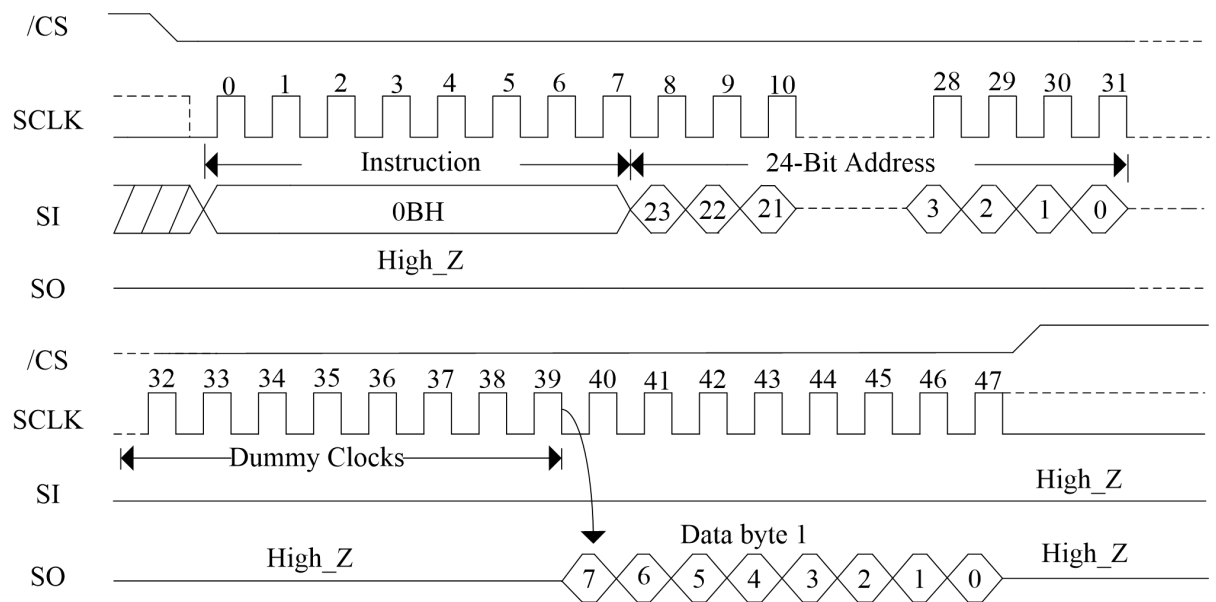 /CS
0 1 2 3 4 5 6 7 8 9 10 28 29 30 31
SCLK
Instruction 24-Bit Address
SI 0BH 23 22 21 3 2 1 0
High_Z
SO
/CS
32 33 34 35 36 37 38 39 40 41 42 43 44 45 46 47
SCLK
Dummy Clocks
SI High_Z
Data byte 1
High_Z High_Z
SO 7 6 5 4 3 2 1 0